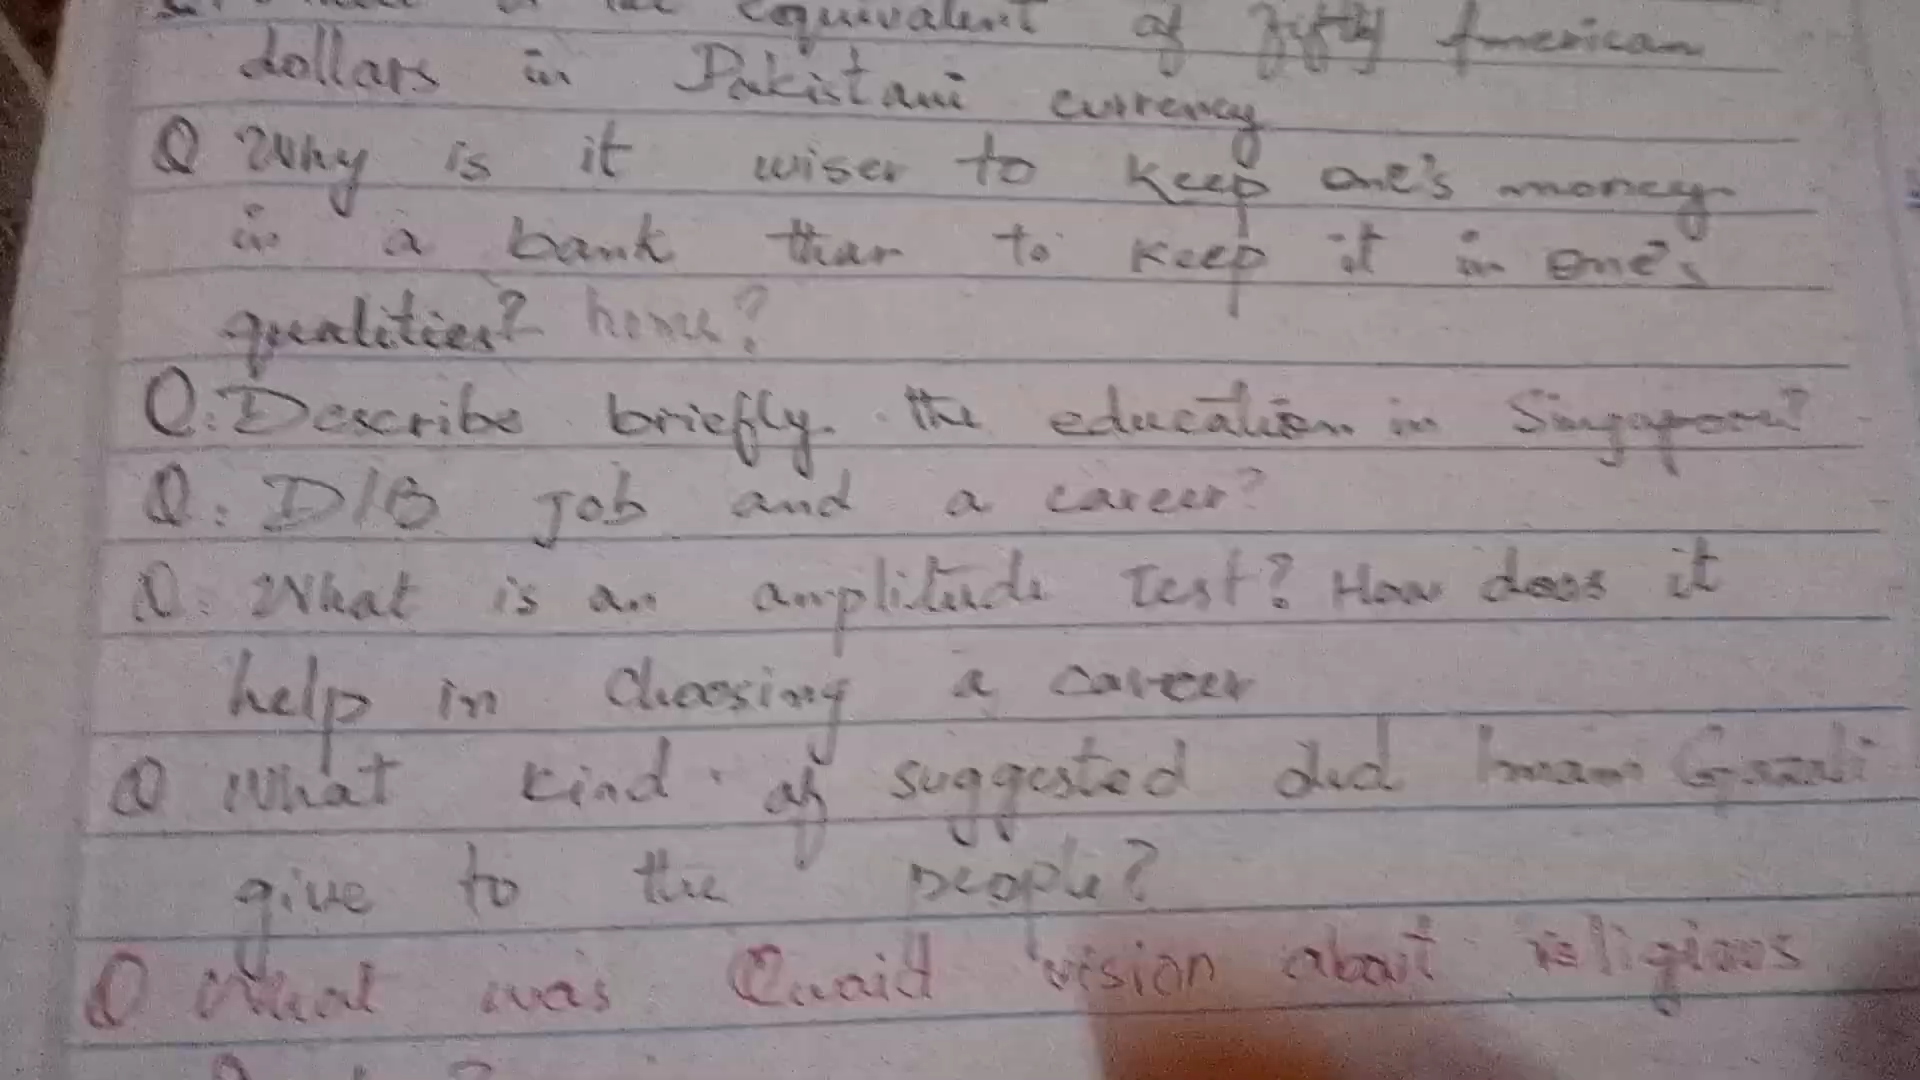 equivalent of fifty American
dollars in Pakistani currency
Q Why is it wiser to keep one's money
in a bank than to keep it in one's
qualities? home?
Q: Describe briefly the education in Singapore?
Q: D/B Job and a career?
Q: What is an amplitude test? How does it
help in choosing a career
Q What kind of suggested did Imam Gazali
give to the people?
Q What was Quaid vision about religious